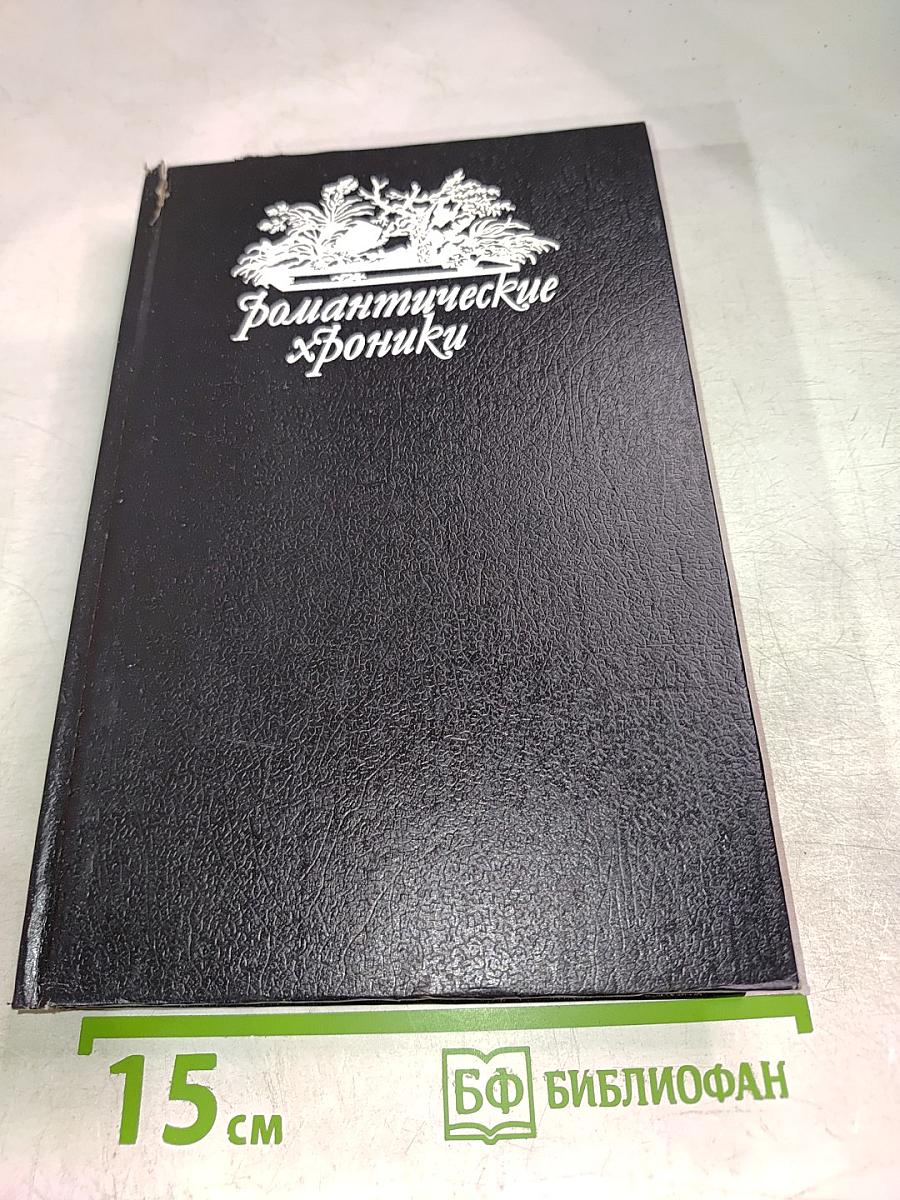 Романтические
хроники
15 см
БФ БИБЛИОФАН